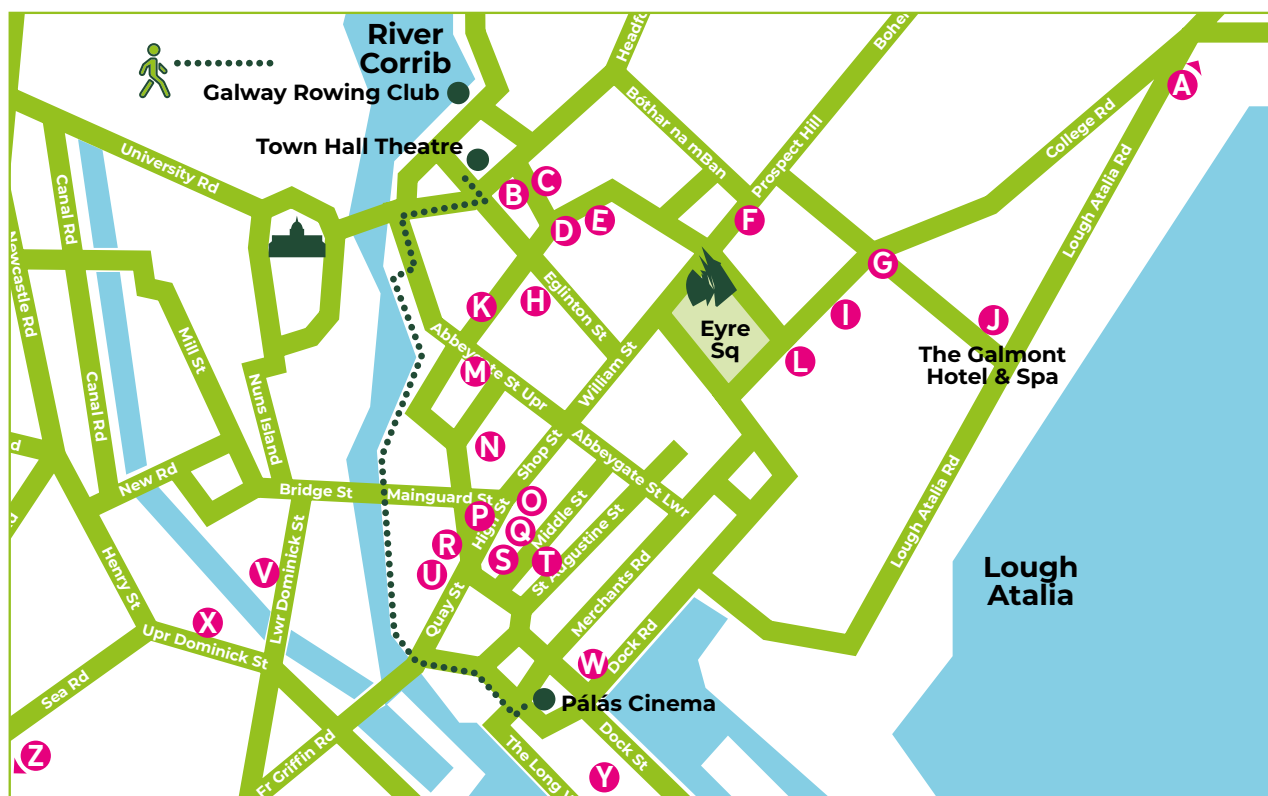 River
Corrib
Galway Rowing Club
Town Hall Theatre
University Rd
Canal Rd
Newcastle Rd
Canal Rd
Mill St
Nuns Island
New Rd
Bridge St
Mainguard St
Henry St
Lwr Dominick St
Upr Dominick St
Sea Rd
Fr Griffin Rd
Headfo
Bóthar na mBan
Bohe
Prospect Hill
College Rd
Lough Atalia Rd
Lough Atalia Rd
Eglinton St
Eyre
Sq
William St
Abbeygate St Upr
Abbeygate St Lwr
Shop St
High St
Middle St
St Augustine St
Merchants Rd
Quay St
Dock Rd
Dock St
The Long
Pálás Cinema
The Galmont
Hotel & Spa
Lough
Atalia
d
d
A
B
C
D
E
F
G
H
I
J
K
L
M
N
O
P
Q
R
S
T
U
V
W
X
Y
Z